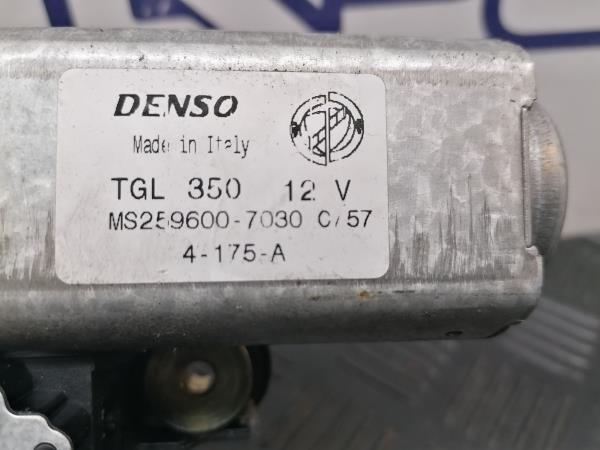 DENSO
Made in Italy
TGL 350 12 V
MS259600-7030 C/57
4-175-A